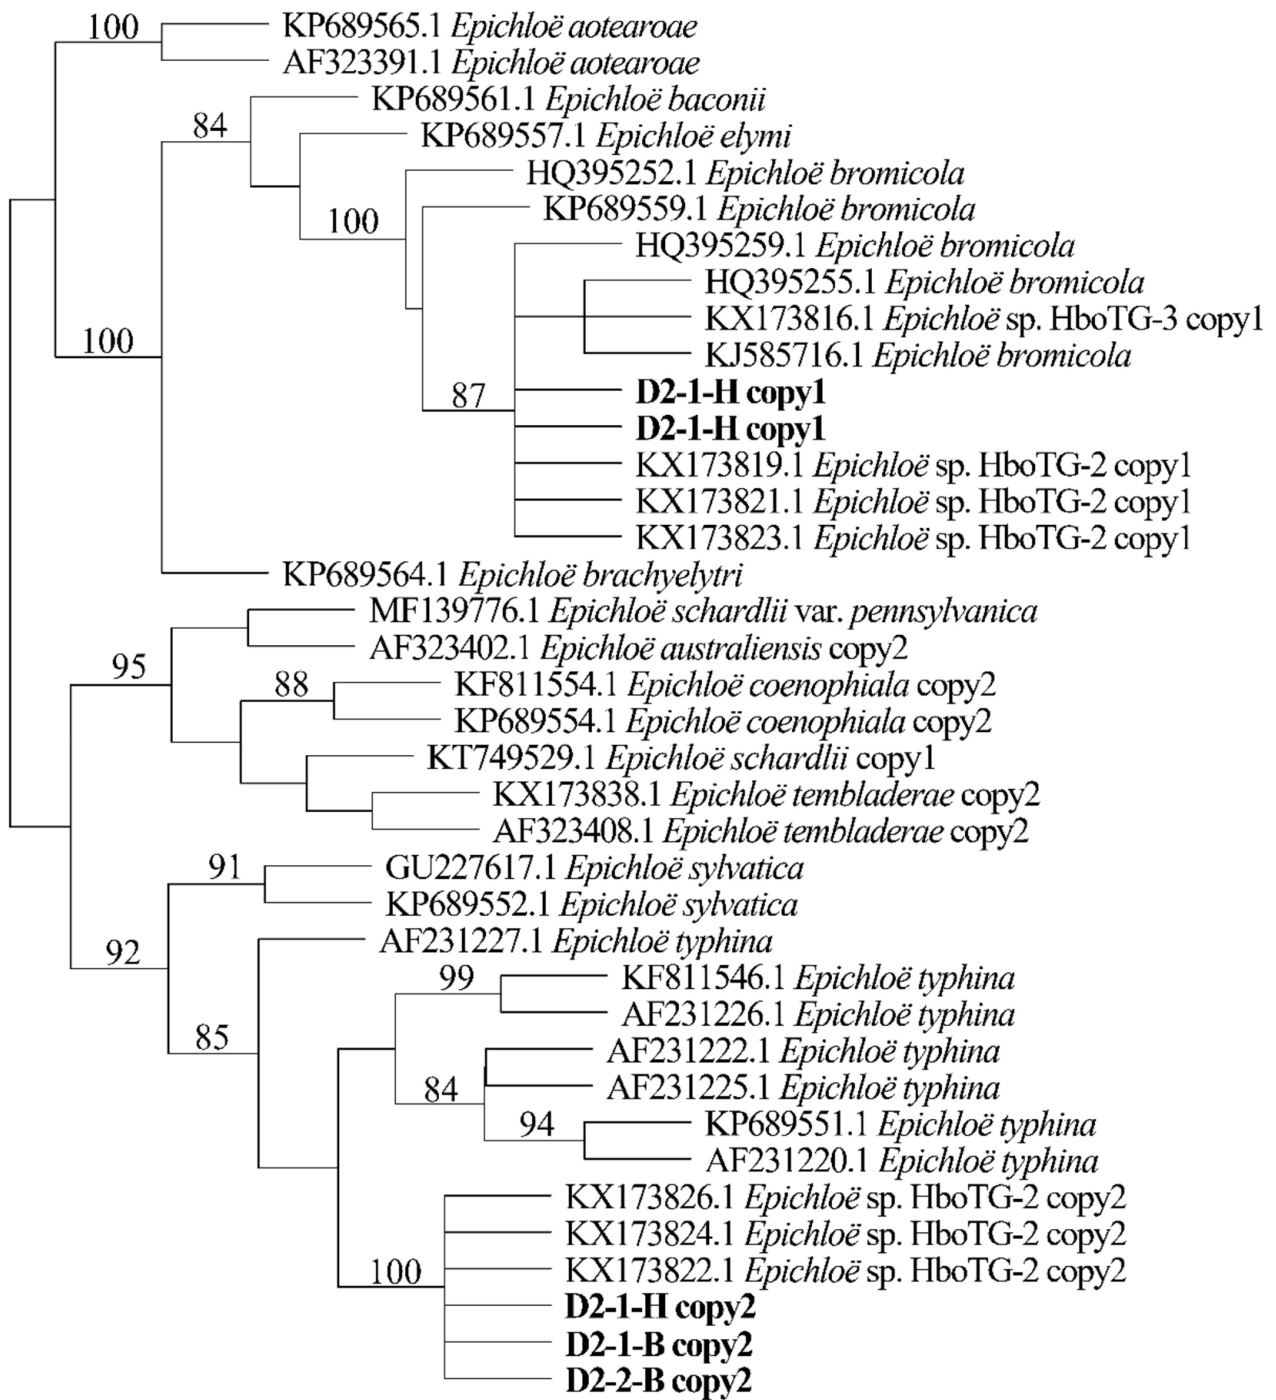 100
KP689565.1 Epichloë aotearoae
AF323391.1 Epichloë aotearoae
KP689561.1 Epichloë baconii
84
KP689557.1 Epichloë elymi
HQ395252.1 Epichloë bromicola
KP689559.1 Epichloë bromicola
100
HQ395259.1 Epichloë bromicola
HQ395255.1 Epichloë bromicola
KX173816.1 Epichloë sp. HboTG-3 copy1
100
KJ585716.1 Epichloë bromicola
87
D2-1-H copy1
D2-1-H copy1
KX173819.1 Epichloë sp. HboTG-2 copy1
KX173821.1 Epichloë sp. HboTG-2 copy1
KX173823.1 Epichloë sp. HboTG-2 copy1
KP689564.1 Epichloë brachyelytri
MF139776.1 Epichloë schardlii var. pennsylvanica
AF323402.1 Epichloë australiensis copy2
95
88
KF811554.1 Epichloë coenophiala copy2
KP689554.1 Epichloë coenophiala copy2
KT749529.1 Epichloë schardlii copy1
KX173838.1 Epichloë tembladerae copy2
AF323408.1 Epichloë tembladerae copy2
91
GU227617.1 Epichloë sylvatica
KP689552.1 Epichloë sylvatica
92
AF231227.1 Epichloë typhina
99
KF811546.1 Epichloë typhina
AF231226.1 Epichloë typhina
85
AF231222.1 Epichloë typhina
84
AF231225.1 Epichloë typhina
94
KP689551.1 Epichloë typhina
AF231220.1 Epichloë typhina
KX173826.1 Epichloë sp. HboTG-2 copy2
KX173824.1 Epichloë sp. HboTG-2 copy2
100
KX173822.1 Epichloë sp. HboTG-2 copy2
D2-1-H copy2
D2-1-B copy2
D2-2-B copy2